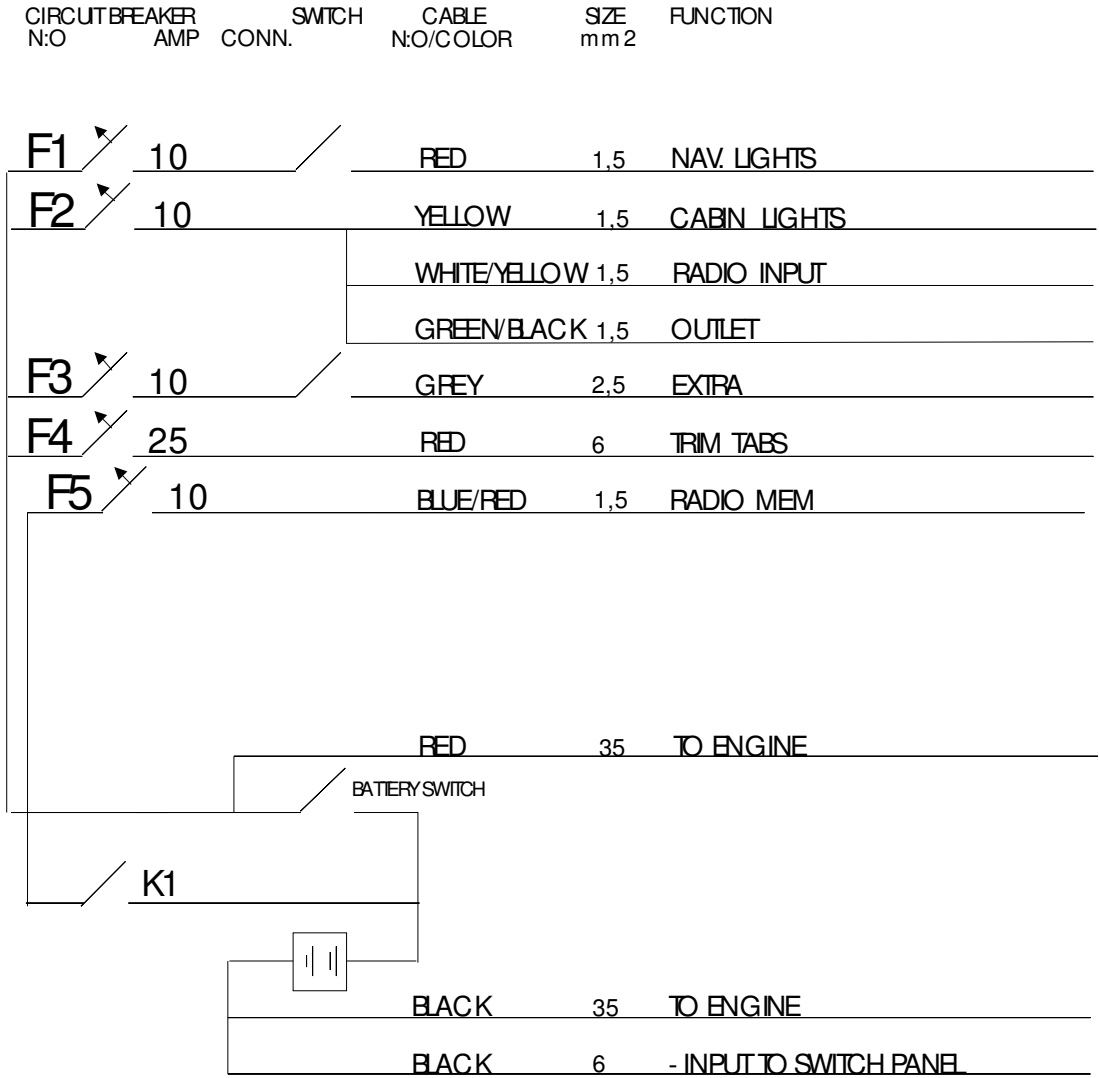 CIRCUIT BREAKER SWITCH CABLE SIZE FUNCTION
N:O AMP CONN. N:O/COLOR mm2
F1 10 RED 1,5 NAV. LIGHTS
F2 10 YELLOW 1,5 CABIN LIGHTS
WHITE/YELLOW 1,5 RADIO INPUT
GREEN/BLACK 1,5 OUTLET
F3 10 GREY 2,5 EXTRA
F4 25 RED 6 TRIM TABS
F5 10 BLUE/RED 1,5 RADIO MEM
RED 35 TO ENGINE
BATTERY SWITCH
K1
BLACK 35 TO ENGINE
BLACK 6 - INPUT TO SWITCH PANEL